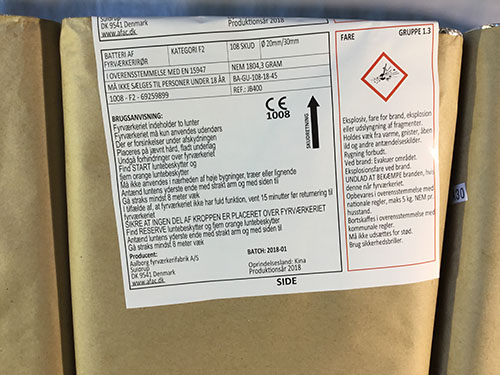 DK 9541 Danmark
www.afac.dk
Produktionsår 2018
BATTERI AF
FYRVÆRKERIRØR
KATEGORI F2
108 SKUD
Ø 20mm/30mm
I OVERENSSTEMMELSE MED EN 15947
NEM 1804,3 GRAM
MÅ IKKE SÆLGES TIL PERSONER UNDER 18 ÅR
BA-GU-108-18-45
1008 - F2 - 69259899
REF.: J8400
BRUGSANVISNING:
Fyrværkeriet indeholder to lunter
Fyrværkeriet må kun anvendes udendørs
Der er forsinkelser under afskydningen
Placeres på jævnt hård, fladt underlag
Undgå forhindringer over fyrværkeriet
Find START luntebeskytter og
fjern orange luntebeskytter
Må ikke anvendes i nærheden af høje bygninger, træer eller lignende
Antænd luntens yderste ende med strakt arm og med siden til
Gå straks mindst 8 meter væk
I tilfælde af, at fyrværkeriet ikke har fuld funktion, vent 15 minutter før returnering til
fyrværkeriet
SIKRE AT INGEN DEL AF KROPPEN ER PLACERET OVER FYRVÆRKERIET
Find RESERVE luntebeskytter og fjern orange luntebeskytter
Antænd luntens yderste ende med strakt arm og med siden til
Gå straks mindst 8 meter væk
CE
1008
SKUDRETNING
Producent:
Aalborg fyrværkerifabrik A/S
Suldrup
DK 9541 Danmark
www.afac.dk
BATCH: 2018-01
Oprindelsesland: Kina
Produktionsår 2018
SIDE
FARE
GRUPPE 1.3
Eksplosiv, fare for brand, eksplosion
eller udslyngning af fragmenter.
Holdes væk fra varme, gnister, åben
ild og andre antændelseskilder.
Rygning forbudt.
Ved brand: Evakuer området.
Eksplosionsfare ved brand.
UNDLAD AT BEKÆMPE branden, hvis
denne når fyrværkeriet.
Opbevares i overensstemmelse med
nationale regler, maks 5 kg. NEM pr.
husstand.
Bortskaffes i overensstemmelse med
kommunale regler.
Må ikke udsættes for stød.
Brug sikkerhedsbriller.